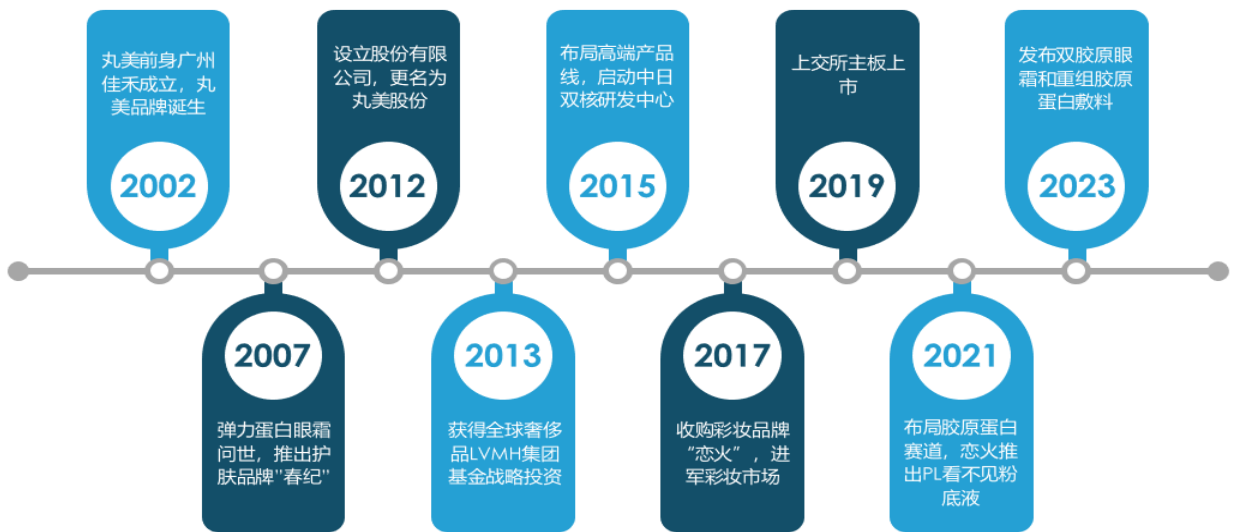 丸美前身广州
佳禾成立，丸
美品牌诞生
2002
弹力蛋白眼霜
问世，推出护
肤品牌"春纪"
2007
设立股份有限
公司，更名为
丸美股份
2012
获得全球奢侈
品LVMH集团
基金战略投资
2013
布局高端产品
线，启动中日
双核研发中心
2015
收购彩妆品牌
“恋火”，进
军彩妆市场
2017
上交所主板上
市
2019
布局胶原蛋白
赛道，恋火推
出PL看不见粉
底液
2021
发布双胶原眼
霜和重组胶原
蛋白敷料
2023